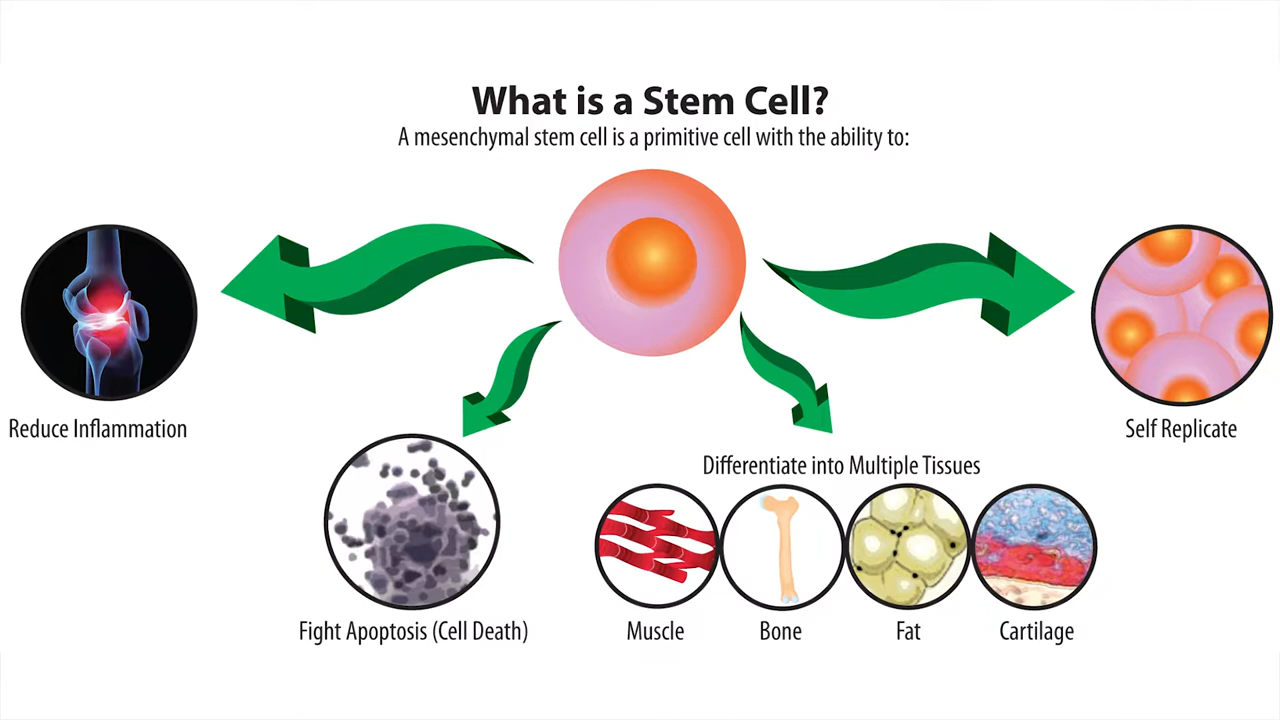 What is a Stem Cell?
A mesenchymal stem cell is a primitive cell with the ability to:
Reduce Inflammation
Self Replicate
Fight Apoptosis (Cell Death)
Differentiate into Multiple Tissues
Muscle
Bone
Fat
Cartilage